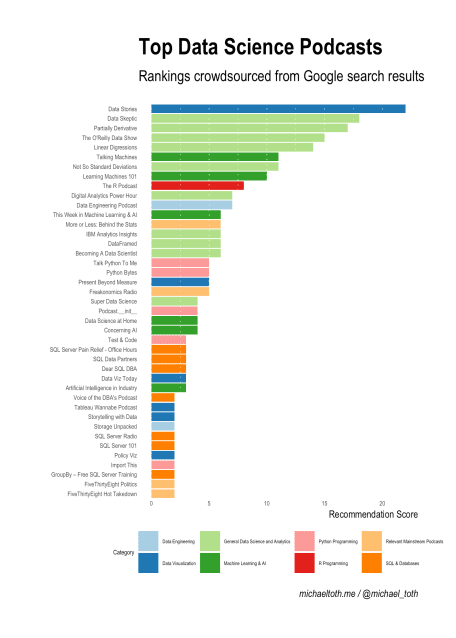 Top Data Science Podcasts
Rankings crowdsourced from Google search results
Data Stories
Data Skeptic
Partially Derivative
The O'Reilly Data Show
Linear Digressions
Talking Machines
Not So Standard Deviations
Learning Machines 101
The R Podcast
Digital Analytics Power Hour
Data Engineering Podcast
This Week in Machine Learning & AI
More or Less: Behind the Stats
IBM Analytics Insights
DataFramed
Becoming A Data Scientist
Talk Python To Me
Python Bytes
Present Beyond Measure
Freakonomics Radio
Super Data Science
Podcast.__init__
Data Science at Home
Concerning AI
Test & Code
SQL Server Pain Relief - Office Hours
SQL Data Partners
Dear SQL DBA
Data Viz Today
Artificial Intelligence in Industry
Voice of the DBA's Podcast
Tableau Wannabe Podcast
Storytelling with Data
Storage Unpacked
SQL Server Radio
SQL Server 101
Policy Viz
Import This
GroupBy – Free SQL Server Training
FiveThirtyEight Politics
FiveThirtyEight Hot Takedown
0 5 10 15 20
Recommendation Score
Category
Data Engineering General Data Science and Analytics Python Programming Relevant Mainstream Podcasts
Data Visualization Machine Learning & AI R Programming SQL & Databases
michaeltoth.me / @michael_toth